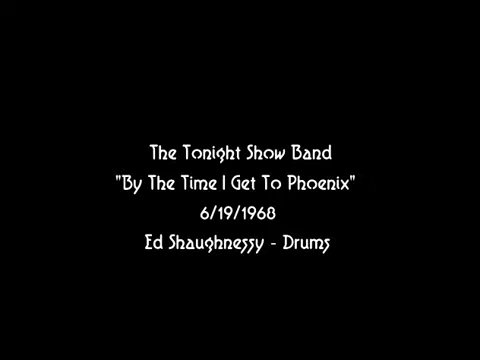 The Tonight Show Band
"By The Time I Get To Phoenix"
6/19/1968
Ed Shaughnessy - Drums